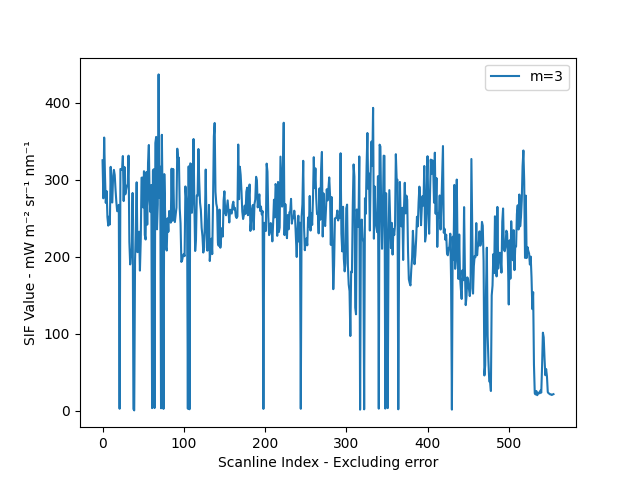 m=3
400
300
200
100
0
SIF Value - mW m⁻² sr⁻¹ nm⁻¹
0 100 200 300 400 500
Scanline Index - Excluding error